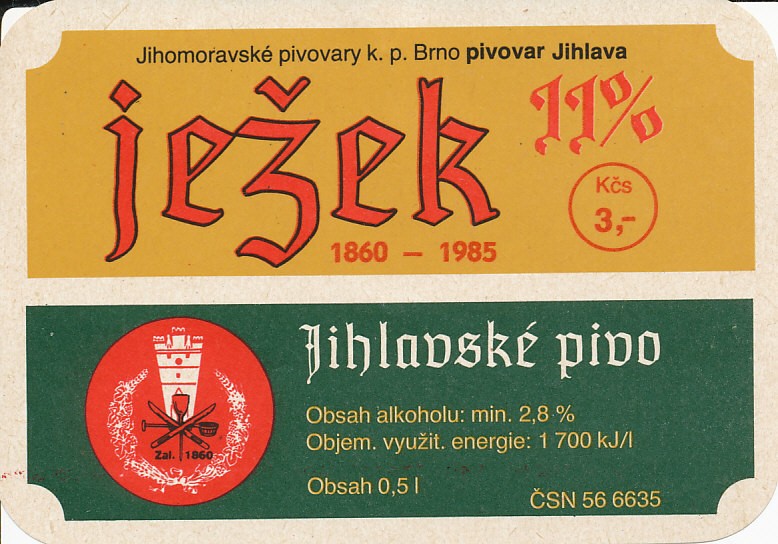 Jihomoravské pivovary k. p. Brno pivovar Jihlava
ježek 11%
Kčs
3,-
1860 — 1985
Jihlavské pivo
Obsah alkoholu: min. 2,8 %
Objem. využit. energie: 1 700 kJ/l
Zal. 1860
Obsah 0,5 l
ČSN 56 6635